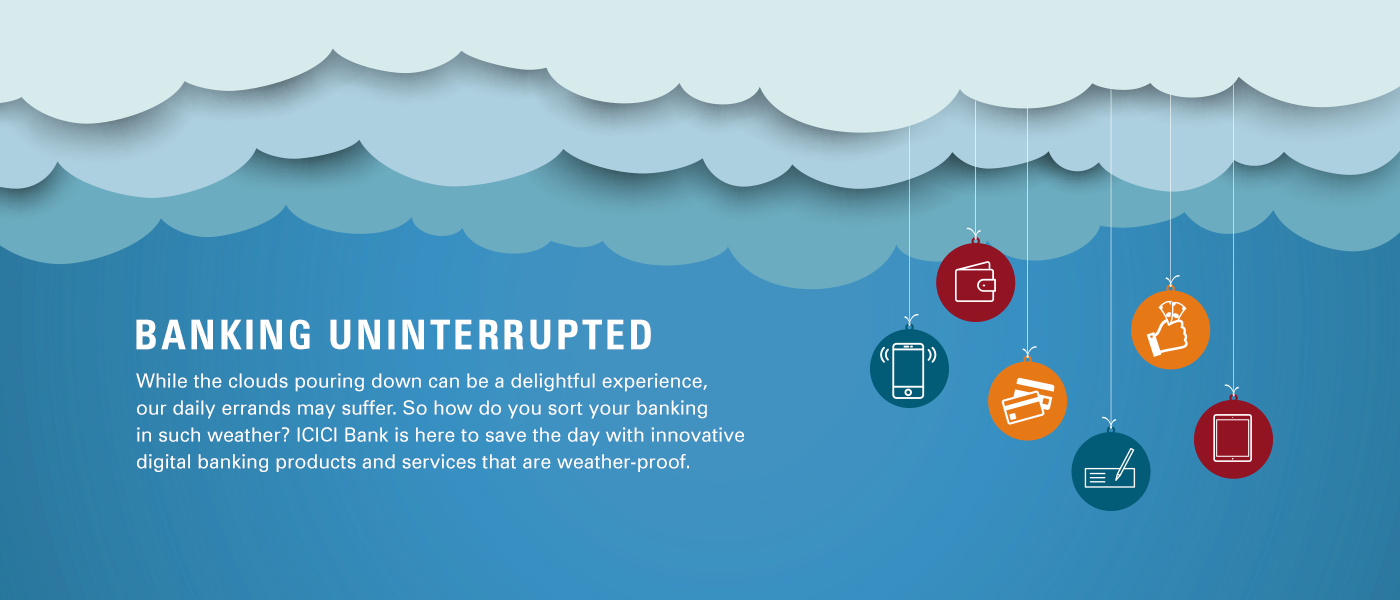 BANKING UNINTERRUPTED
While the clouds pouring down can be a delightful experience,
our daily errands may suffer. So how do you sort your banking
in such weather? ICICI Bank is here to save the day with innovative
digital banking products and services that are weather-proof.